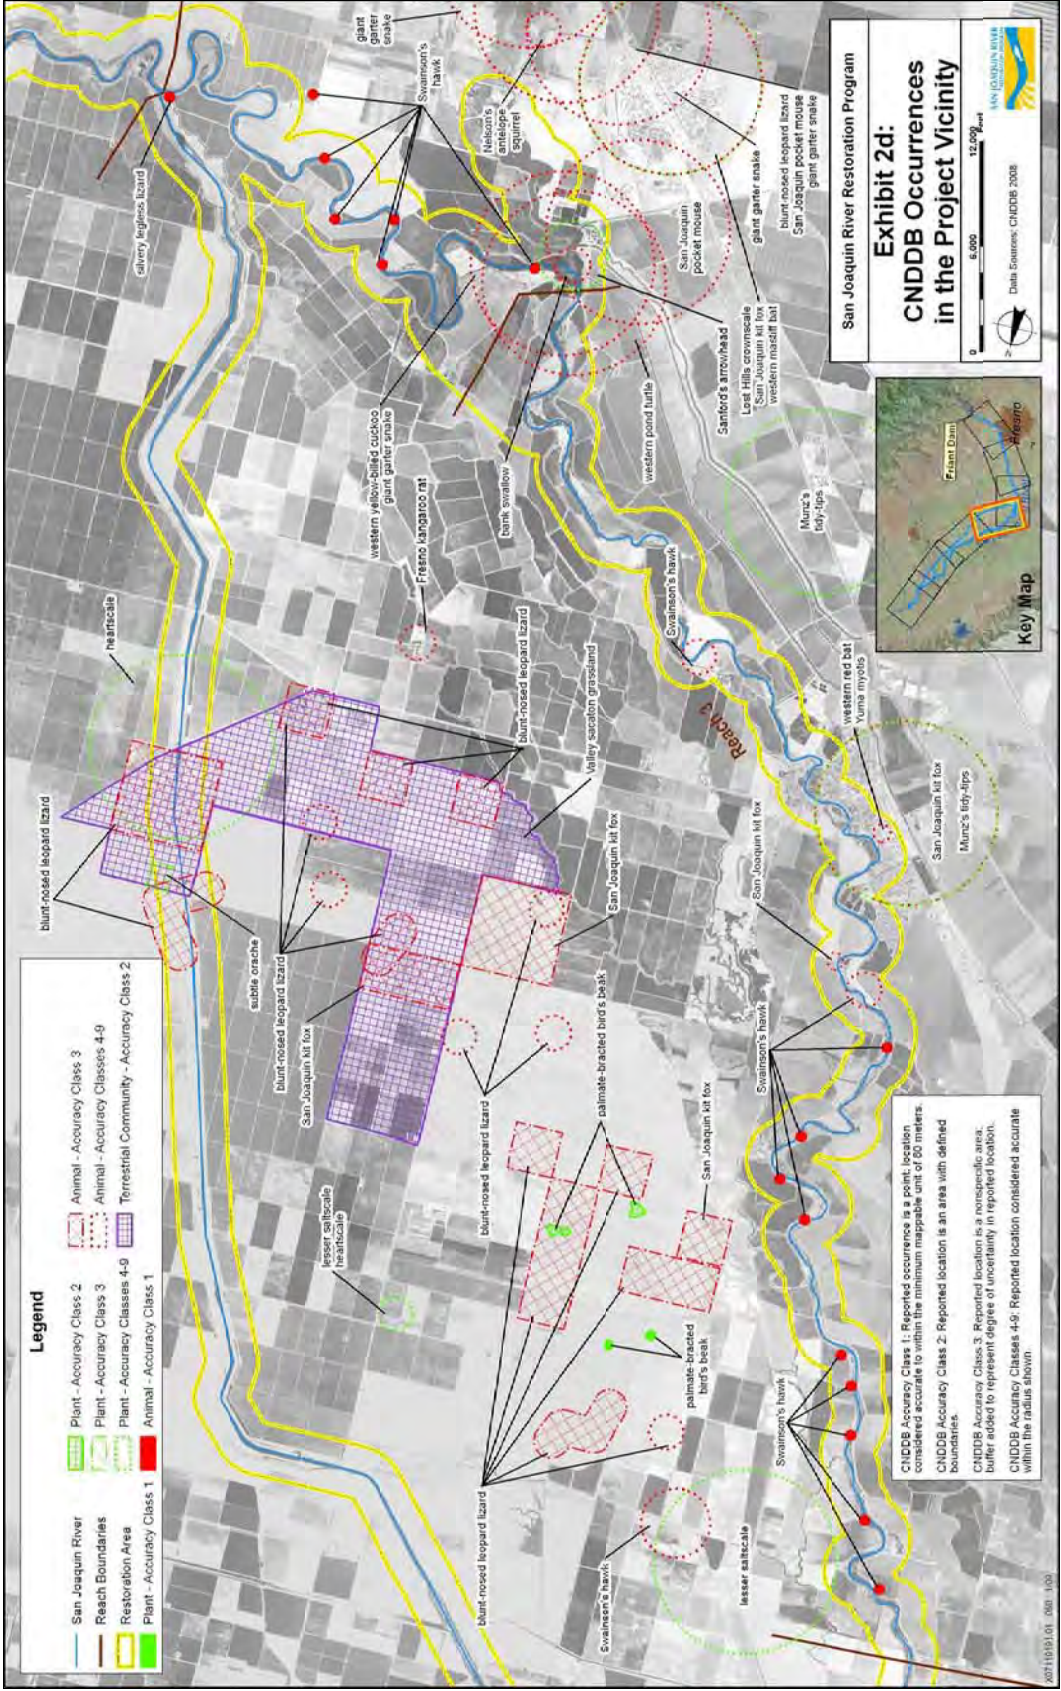 Legend
San Joaquin River
Reach Boundaries
Restoration Area
Plant - Accuracy Class 1
Plant - Accuracy Class 2
Plant - Accuracy Class 3
Plant - Accuracy Classes 4-9
Animal - Accuracy Class 1
Animal - Accuracy Class 3
Animal - Accuracy Classes 4-9
Terrestrial Community - Accuracy Class 2
blunt-nosed leopard lizard
heartscale
silvery legless lizard
giant
garter
snake
Swainson's
hawk
Nelson's
antelope
squirrel
subtle orache
blunt-nosed leopard lizard
San Joaquin kit fox
lesser saltscale
heartscale
blunt-nosed leopard lizard
blunt-nosed leopard lizard
Valley sacaton grassland
San Joaquin kit fox
Fresno kangaroo rat
western yellow-billed cuckoo
giant garter snake
bank swallow
blunt-nosed leopard lizard
palmate-bracted bird's beak
San Joaquin kit fox
palmate-bracted
bird's beak
Swainson's hawk
lesser saltscale
Swainson's hawk
Swainson's hawk
San Joaquin kit fox
Reach 3
Swainson's hawk
western red bat
Yuma myotis
San Joaquin kit fox
Munz's tidy-tips
Munz's
tidy-tips
western pond turtle
Sanford's arrowhead
Lost Hills crownscale
San Joaquin kit fox
western mastiff bat
San Joaquin
pocket mouse
giant garter snake
blunt-nosed leopard lizard
San Joaquin pocket mouse
giant garter snake
CNDDB Accuracy Class 1: Reported occurrence is a point; location
considered accurate to within the minimum mappable unit of 80 meters.
CNDDB Accuracy Class 2: Reported location is an area with defined
boundaries.
CNDDB Accuracy Class 3: Reported location is a nonspecific area;
buffer added to represent degree of uncertainty in reported location.
CNDDB Accuracy Classes 4-9: Reported location considered accurate
within the radius shown.
Key Map
Friant Dam
Fresno
San Joaquin River Restoration Program
Exhibit 2d:
CNDDB Occurrences
in the Project Vicinity
0 6,000 12,000
Feet
Data Sources: CNDDB 2008
SAN JOAQUIN RIVER